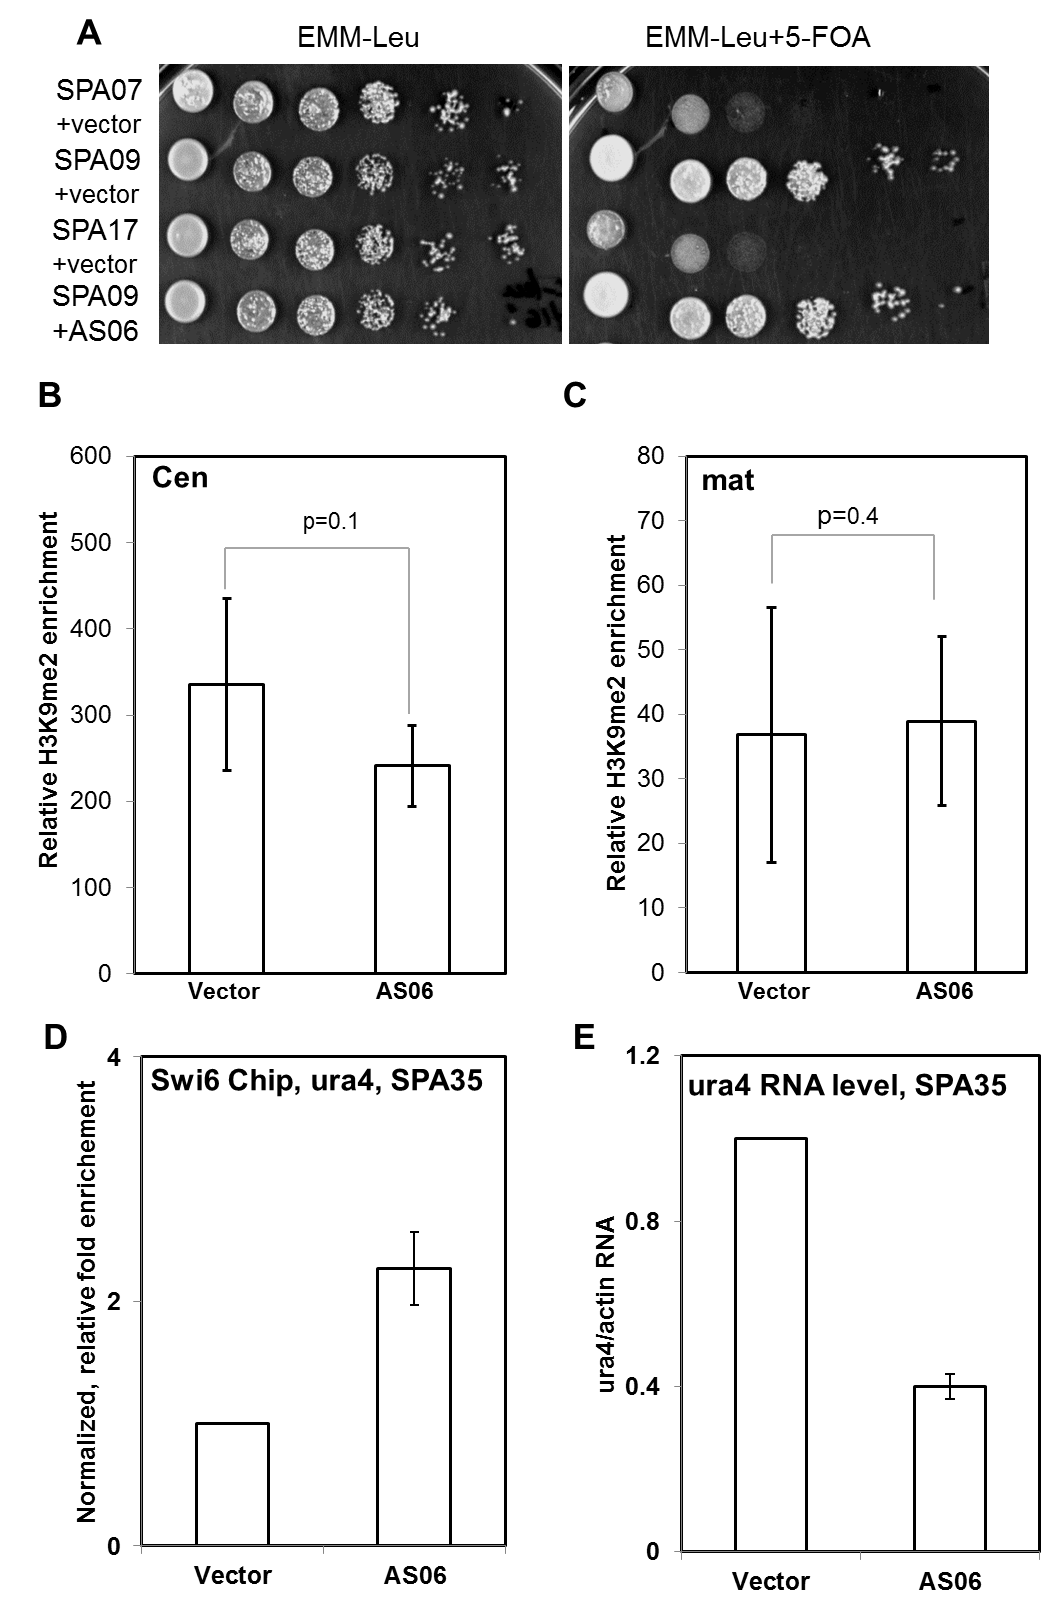 A
EMM-Leu
EMM-Leu+5-FOA
SPA07
+vector
SPA09
+vector
SPA17
+vector
SPA09
+AS06
B
Cen
p=0.1
Relative H3K9me2 enrichment
600
500
400
300
200
100
0
Vector
AS06
C
mat
p=0.4
Relative H3K9me2 enrichment
80
70
60
50
40
30
20
10
0
Vector
AS06
D
Swi6 Chip, ura4, SPA35
Normalized, relative fold enrichement
4
2
0
Vector
AS06
E
ura4 RNA level, SPA35
ura4/actin RNA
1.2
0.8
0.4
0
Vector
AS06